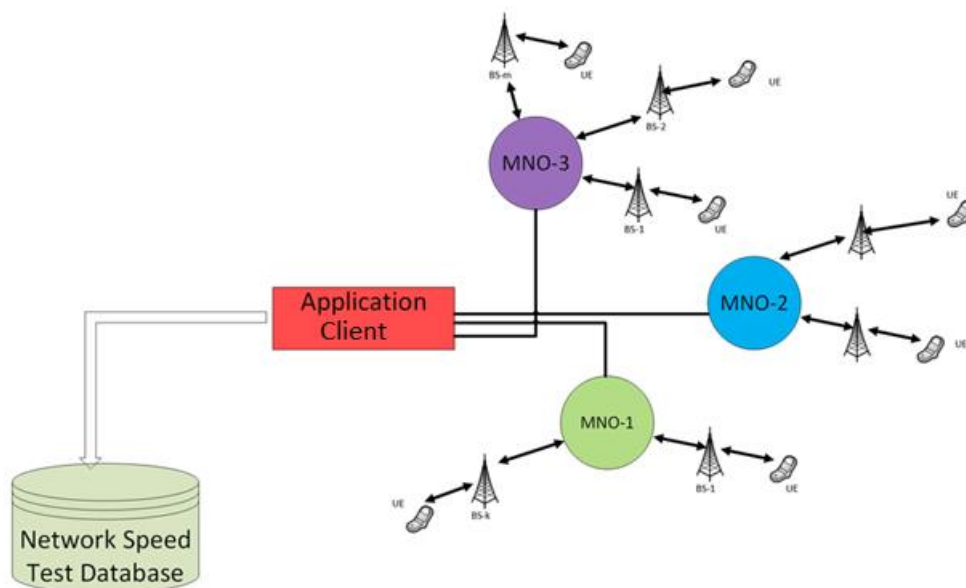 BS-m
UE
UE
BS-2
MNO-3
BS-1
UE
UE
MNO-2
UE
Application
Client
MNO-1
BS-1
UE
UE
BS-k
Network Speed
Test Database